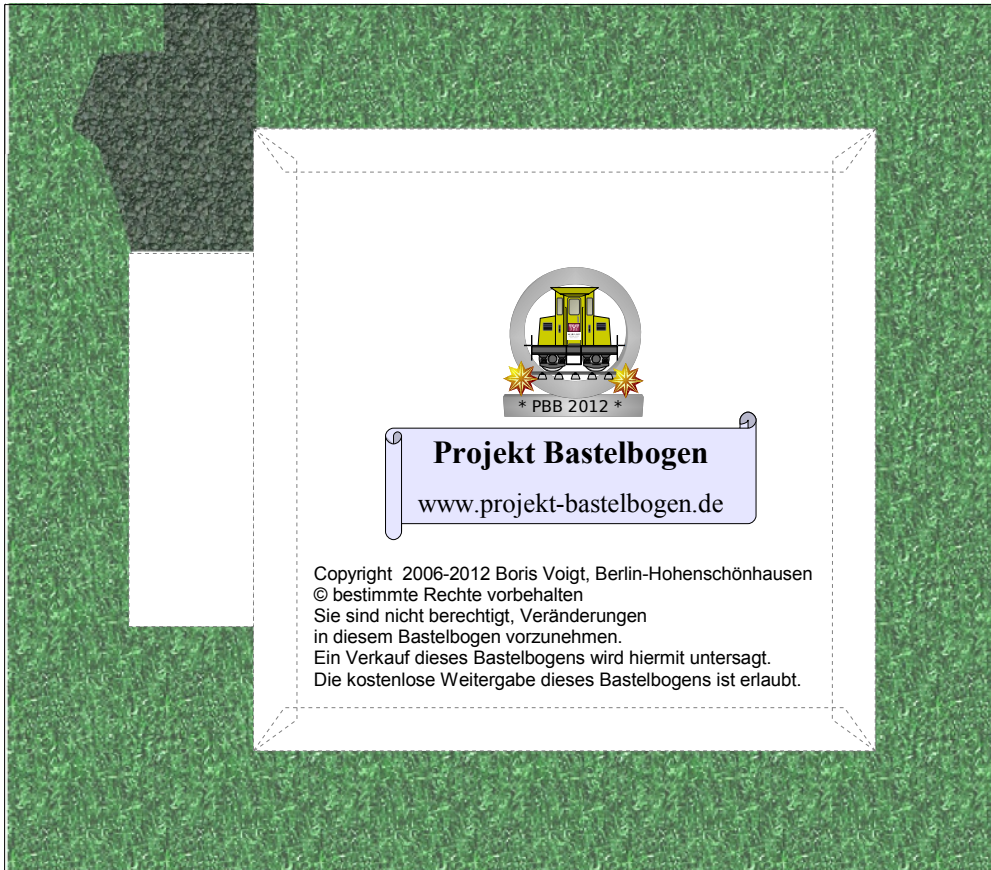 * PBB 2012 *
Projekt Bastelbogen
www.projekt-bastelbogen.de
Copyright  2006-2012 Boris Voigt, Berlin-Hohenschönhausen
© bestimmte Rechte vorbehalten
Sie sind nicht berechtigt, Veränderungen
in diesem Bastelbogen vorzunehmen.
Ein Verkauf dieses Bastelbogens wird hiermit untersagt.
Die kostenlose Weitergabe dieses Bastelbogens ist erlaubt.